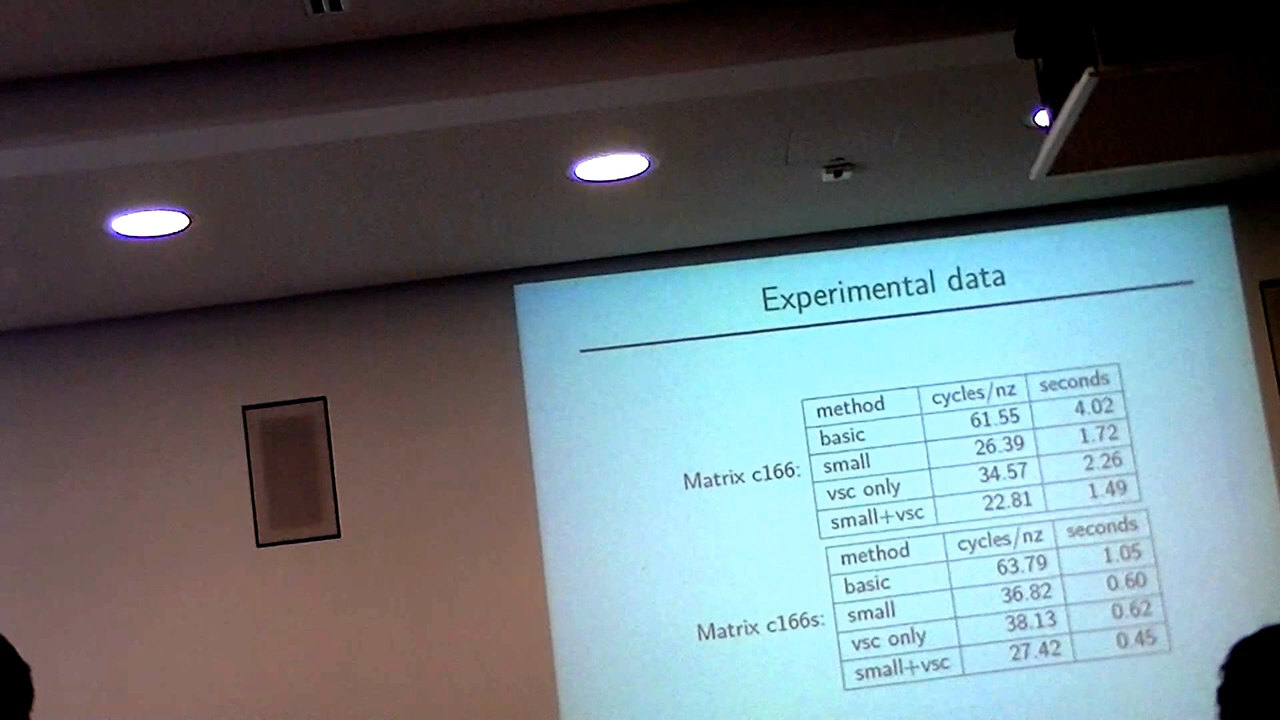 Experimental data
method cycles/nz seconds
basic 61.55 4.02
small 26.39 1.72
Matrix c166:
vsc only 34.57 2.26
small+vsc 22.81 1.49
method cycles/nz seconds
basic 63.79 1.05
small 36.82 0.60
Matrix c166s:
vsc only 38.13 0.62
small+vsc 27.42 0.45